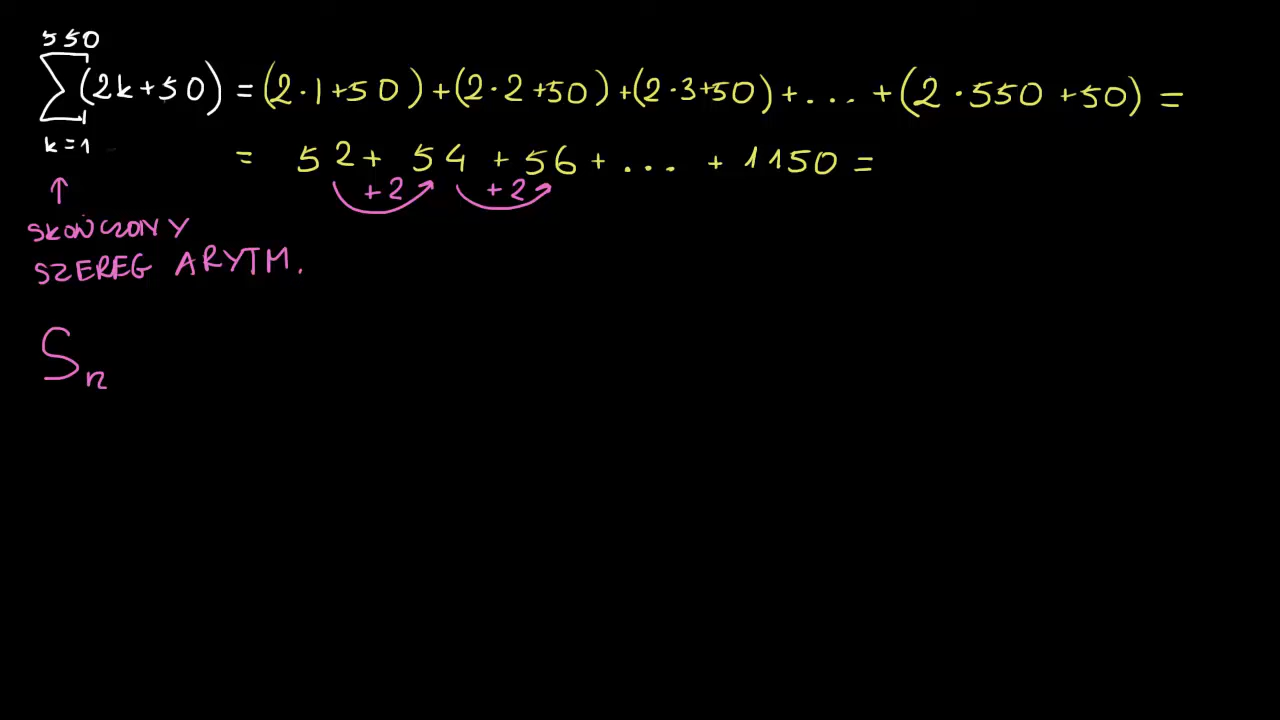 550
∑(2k+50) = (2·1+50) + (2·2+50) + (2·3+50) + ... + (2·550+50) =
k=1
= 52 + 54 + 56 + ... + 1150 =
+2 +2
SKOŃCZONY
SZEREG ARYTM.
Sn